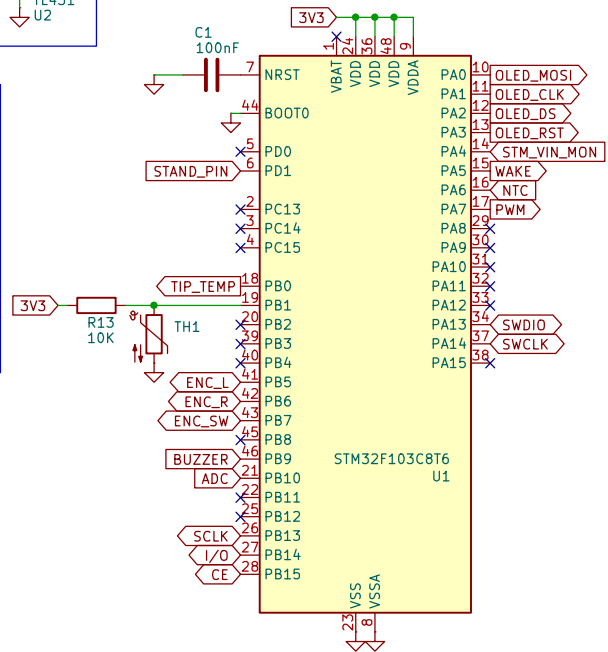 TL431
U2
3V3
C1
100nF
1
24
36
48
9
VBAT
VDD
VDD
VDD
VDDA
7 NRST
44 BOOT0
5 PD0
STAND_PIN 6 PD1
2 PC13
3 PC14
4 PC15
TIP_TEMP 18 PB0
3V3
R13
10K
TH1
θ
19 PB1
20 PB2
39 PB3
40 PB4
ENC_L 41 PB5
ENC_R 42 PB6
ENC_SW 43 PB7
45 PB8
BUZZER 46 PB9
ADC 21 PB10
22 PB11
25 PB12
SCLK 26 PB13
I/O 27 PB14
CE 28 PB15
PA0 10 OLED_MOSI
PA1 11 OLED_CLK
PA2 12 OLED_DS
PA3 13 OLED_RST
PA4 14 STM_VIN_MON
PA5 15 WAKE
PA6 16 NTC
PA7 17 PWM
PA8 29
PA9 30
PA10 31
PA11 32
PA12 33
PA13 34 SWDIO
PA14 37 SWCLK
PA15 38
STM32F103C8T6
U1
VSS
VSSA
23
8